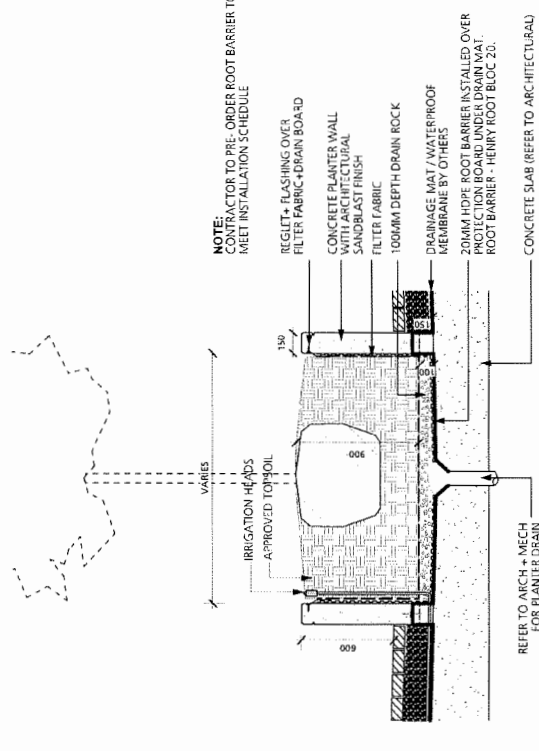 NOTE:
CONTRACTOR TO PRE- ORDER ROOT BARRIER TO
MEET INSTALLATION SCHEDULE
REGLET+ FLASHING OVER
FILTER FABRIC+DRAIN BOARD
CONCRETE PLANTER WALL
WITH ARCHITECTURAL
SANDBLAST FINISH
FILTER FABRIC
100MM DEPTH DRAIN ROCK
DRAINAGE MAT / WATERPROOF
MEMBRANE BY OTHERS
20MM HDPE ROOT BARRIER INSTALLED OVER
PROTECTION BOARD UNDER DRAIN MAT.
ROOT BARRIER - HENRY ROOT BLOC 20.
CONCRETE SLAB (REFER TO ARCHITECTURAL)
VARIES
150
IRRIGATION HEADS
APPROVED TOPSOIL
900
100
150
600
REFER TO ARCH + MECH
FOR PLANTER DRAIN